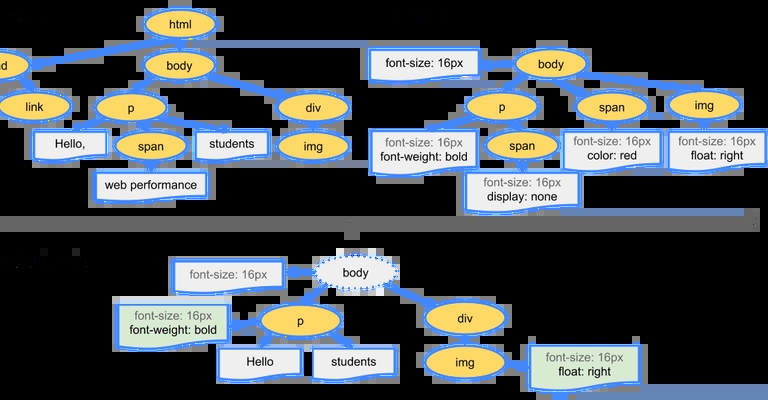 html
d
body
link
p
div
Hello,
span
students
img
web performance
font-size: 16px
body
p
span
img
font-size: 16px
font-weight: bold
span
font-size: 16px
color: red
font-size: 16px
float: right
font-size: 16px
display: none
font-size: 16px
body
font-size: 16px
font-weight: bold
p
div
Hello
students
img
font-size: 16px
float: right